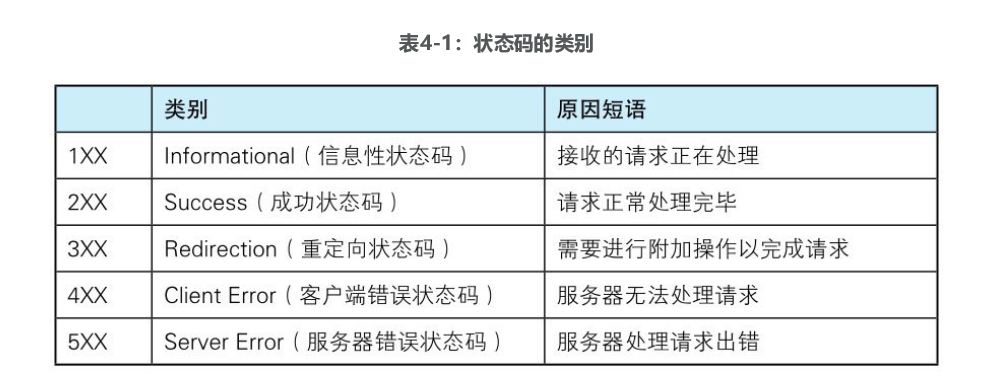 表4-1：状态码的类别
类别 原因短语
1XX Informational（信息性状态码） 接收的请求正在处理
2XX Success（成功状态码） 请求正常处理完毕
3XX Redirection（重定向状态码） 需要进行附加操作以完成请求
4XX Client Error（客户端错误状态码） 服务器无法处理请求
5XX Server Error（服务器错误状态码） 服务器处理请求出错